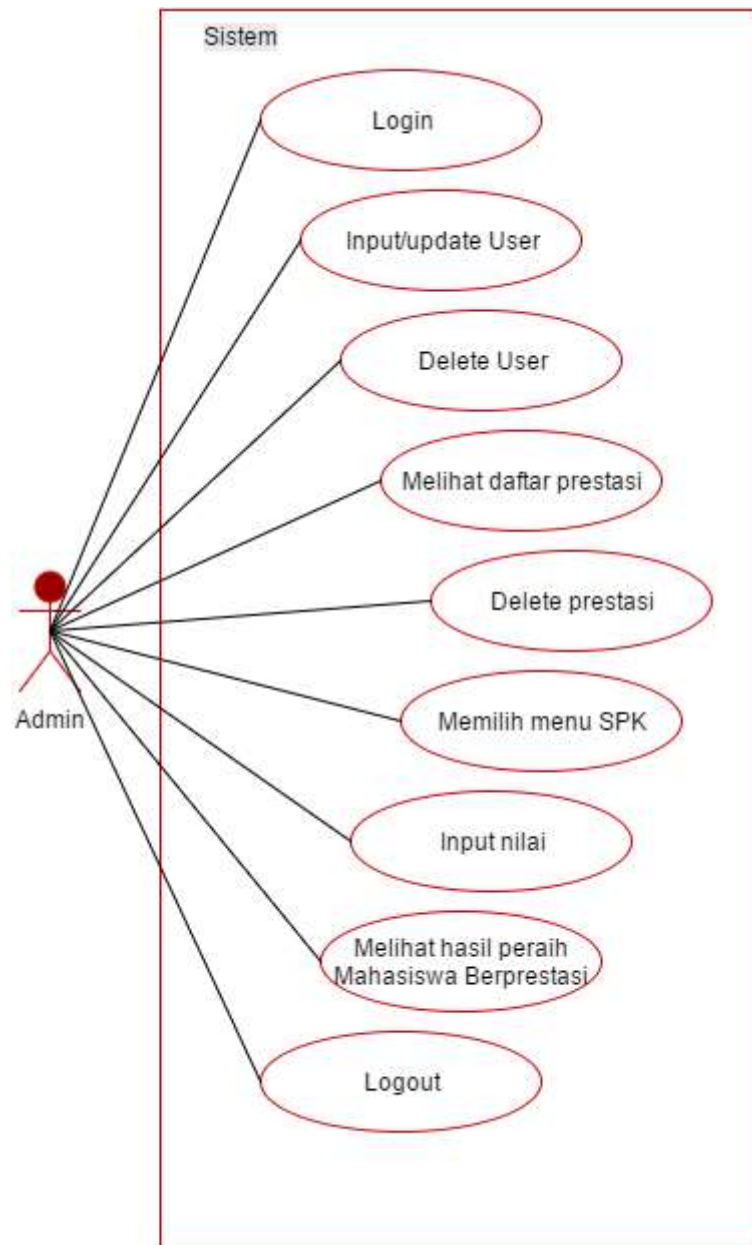 Sistem
Login
Input/update User
Delete User
Melihat daftar prestasi
Delete prestasi
Memilih menu SPK
Admin
Input nilai
Melihat hasil peraih
Mahasiswa Berprestasi
Logout